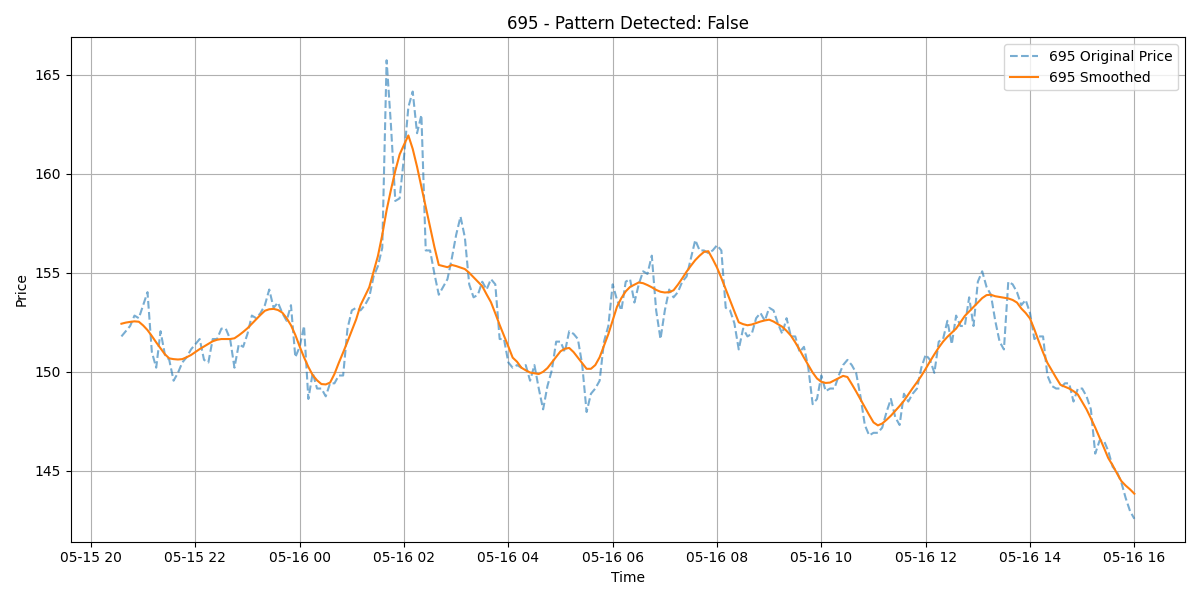 695 - Pattern Detected: False
695 Original Price
695 Smoothed
Price
165
160
155
150
145
05-15 20 05-15 22 05-16 00 05-16 02 05-16 04 05-16 06 05-16 08 05-16 10 05-16 12 05-16 14 05-16 16
Time